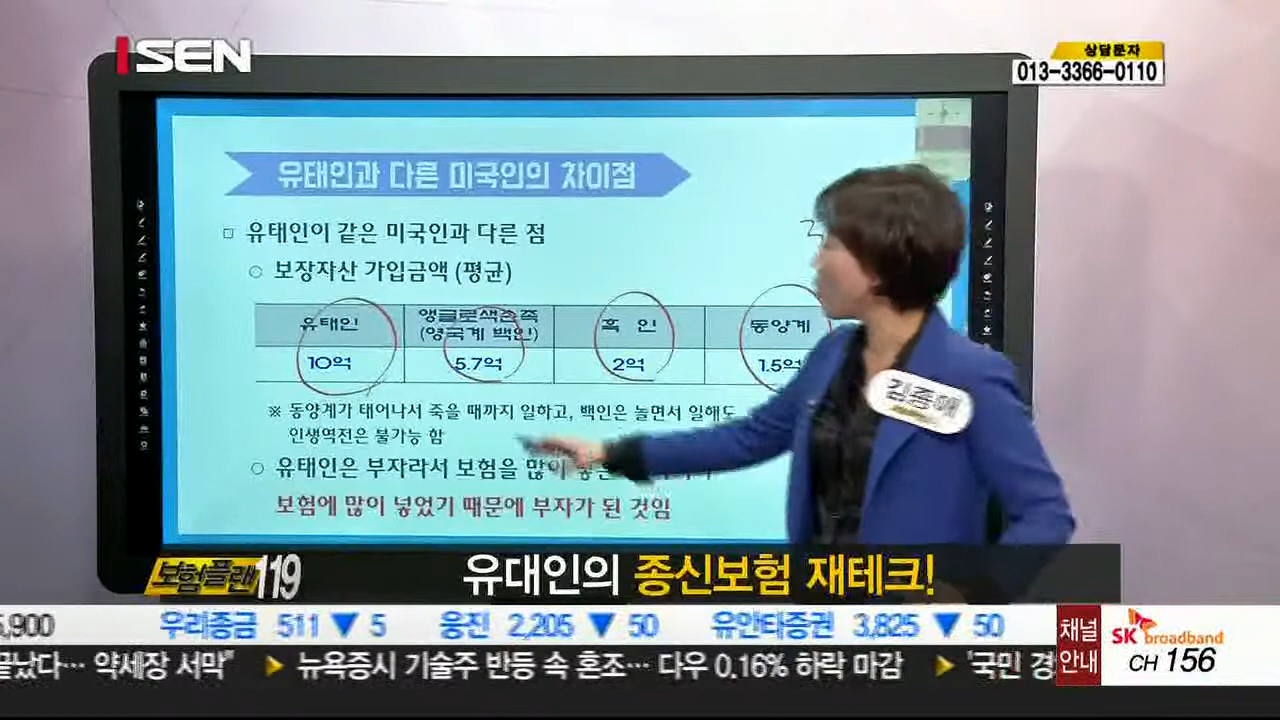 SEN
상담문자
013-3366-0110
유태인과 다른 미국인의 차이점
□ 유태인이 같은 미국인과 다른 점
○ 보장자산 가입금액 (평균)
유태인 앵글로색슨족 (영국계 백인) 흑 인 동양계
10억 5.7억 2억 1.5억
※ 동양계가 태어나서 죽을 때까지 일하고, 백인은 놀면서 일해도
인생역전은 불가능 함
○ 유태인은 부자라서 보험을 많이
보험에 많이 넣었기 때문에 부자가 된 것임
김종애
보험플랜119
유대인의 종신보험 재테크!
5,900 우리종금 511 ▼ 5 웅진 2,205 ▼ 50 유안타증권 3,825 ▼ 50
끝났다… 약세장 서막" ▶ 뉴욕증시 기술주 반등 속 혼조… 다우 0.16% 하락 마감 ▶ '국민 경
채널
안내
SK broadband
CH 156